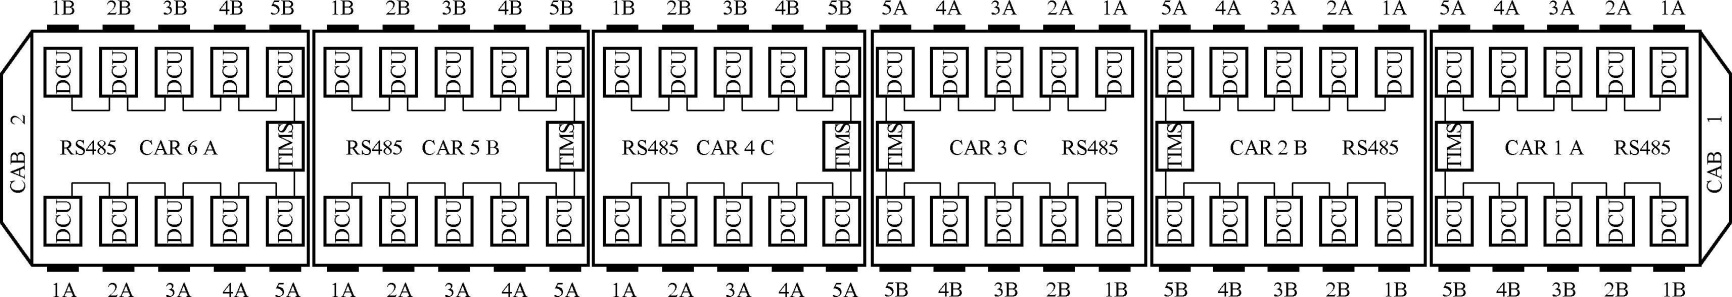 1B 2B 3B 4B 5B 1B 2B 3B 4B 5B 1B 2B 3B 4B 5B 5A 4A 3A 2A 1A 5A 4A 3A 2A 1A 5A 4A 3A 2A 1A
DCU DCU DCU DCU DCU DCU DCU DCU DCU DCU DCU DCU DCU DCU DCU DCU DCU DCU DCU DCU DCU DCU DCU DCU DCU DCU DCU DCU DCU DCU
CAB 2 RS485 CAR 6 A TIMS RS485 CAR 5 B TIMS RS485 CAR 4 C TIMS TIMS CAR 3 C RS485 TIMS CAR 2 B RS485 TIMS CAR 1 A RS485 CAB 1
DCU DCU DCU DCU DCU DCU DCU DCU DCU DCU DCU DCU DCU DCU DCU DCU DCU DCU DCU DCU DCU DCU DCU DCU DCU DCU DCU DCU DCU DCU
1A 2A 3A 4A 5A 1A 2A 3A 4A 5A 1A 2A 3A 4A 5A 5B 4B 3B 2B 1B 5B 4B 3B 2B 1B 5B 4B 3B 2B 1B